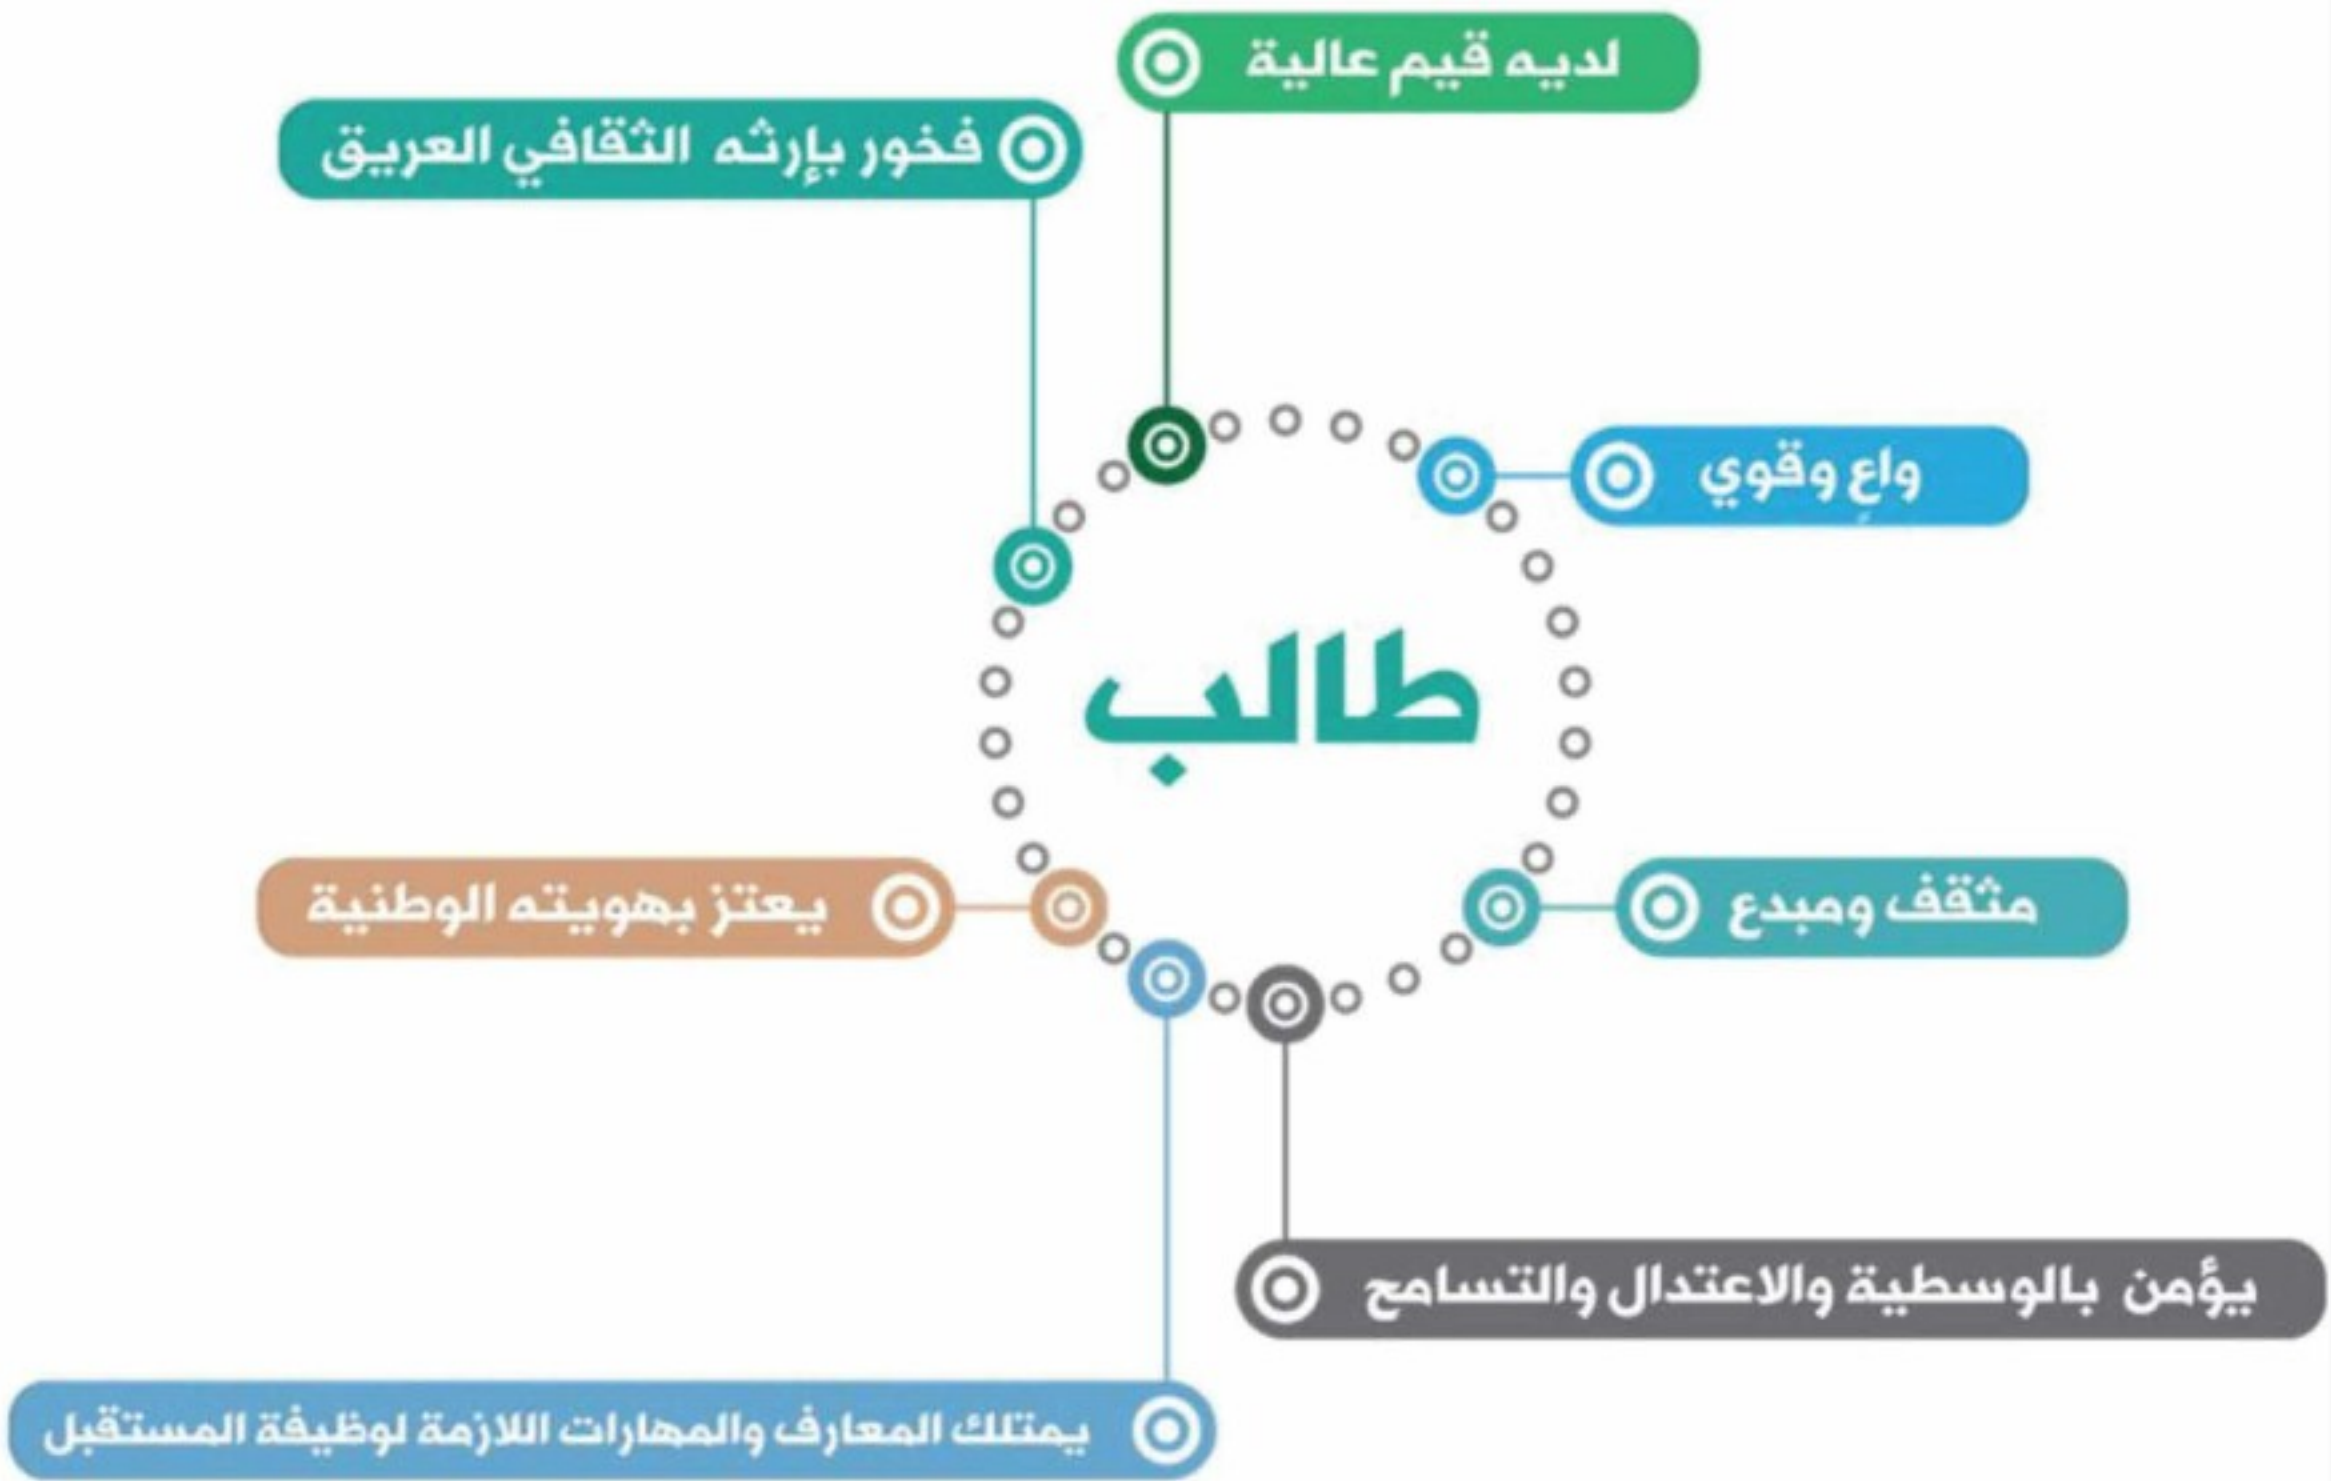 لديه قيم عالية
فخور بإرثه الثقافي العريق
واعٍ وقوي
طالب
مثقف ومبدع
يعتز بهويته الوطنية
يؤمن بالوسطية والاعتدال والتسامح
يمتلك المعارف والمهارات اللازمة لوظيفة المستقبل